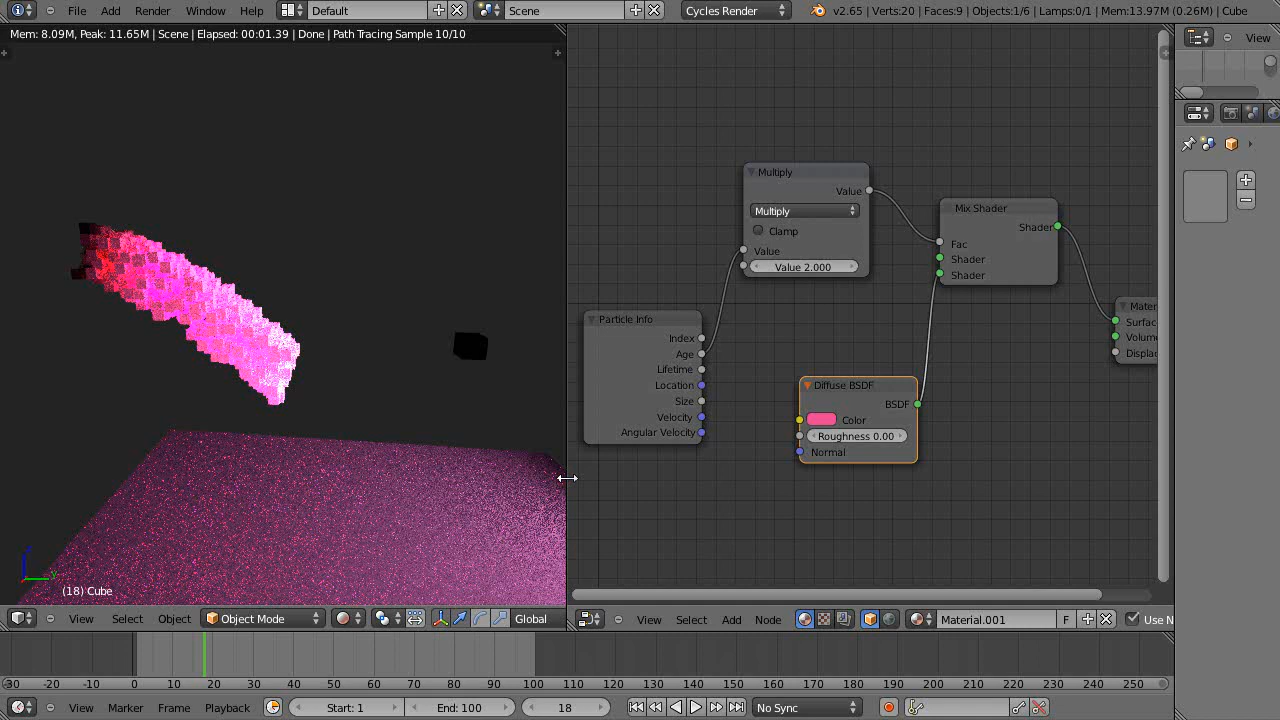 File Add Render Window Help Default Scene Cycles Render v2.65 | Verts:20 | Faces:9 | Objects:1/6 | Lamps:0/1 | Mem:13.97M (0.26M) | Cube
Mem: 8.09M, Peak: 11.65M | Scene | Elapsed: 00:01.39 | Done | Path Tracing Sample 10/10
View
Multiply
Value
Multiply
Clamp
Value
Value 2.000
Mix Shader
Shader
Fac
Shader
Shader
Particle Info
Index
Age
Lifetime
Location
Size
Velocity
Angular Velocity
Diffuse BSDF
BSDF
Color
Roughness 0.00
Normal
Mater
Surfac
Volum
Displac
(18) Cube
View Select Object Object Mode Global
View Select Add Node Material.001 F Use N
-30 -20 -10 0 10 20 30 40 50 60 70 80 90 100 110 120 130 140 150 160 170 180 190 200 210 220 230 240 250
View Marker Frame Playback Start: 1 End: 100 18 No Sync